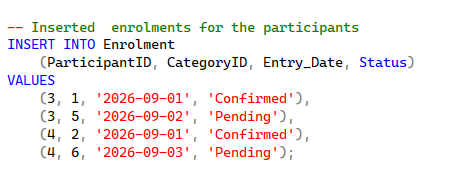 -- Inserted  enrolments for the participants
INSERT INTO Enrolment
    (ParticipantID, CategoryID, Entry_Date, Status)
VALUES
    (3, 1, '2026-09-01', 'Confirmed'),
    (3, 5, '2026-09-02', 'Pending'),
    (4, 2, '2026-09-01', 'Confirmed'),
    (4, 6, '2026-09-03', 'Pending');